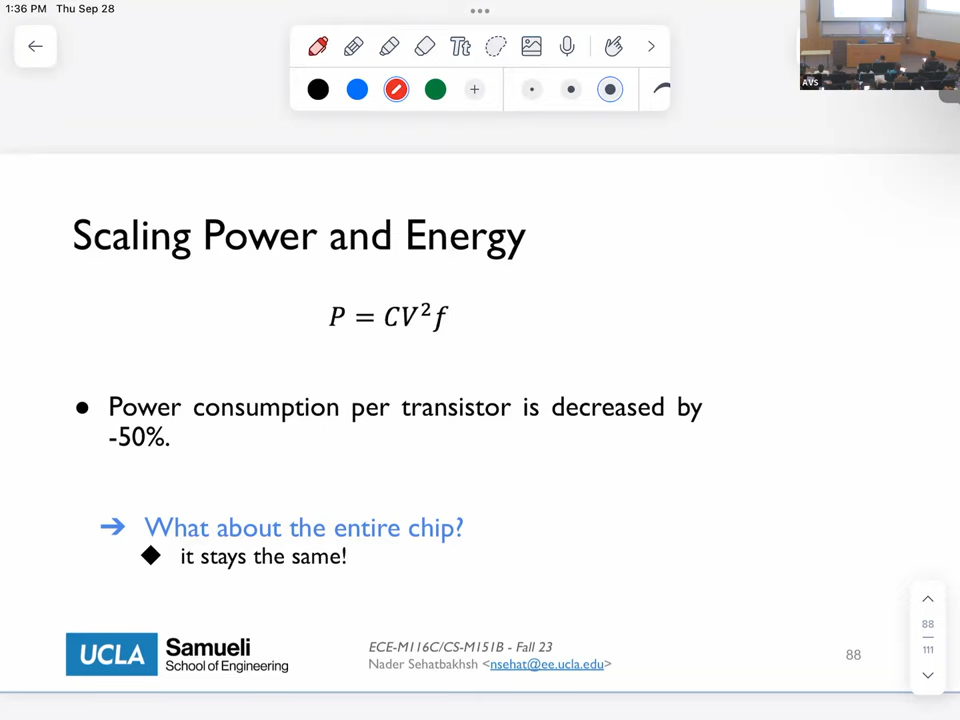 1:36 PM Thu Sep 28
Tt
AVS
Scaling Power and Energy
P = CV²f
● Power consumption per transistor is decreased by
-50%.
➔ What about the entire chip?
◆ it stays the same!
UCLA Samueli
School of Engineering
ECE-M116C/CS-M151B - Fall 23
Nader Sehatbakhsh <nsehat@ee.ucla.edu>
88
88
111